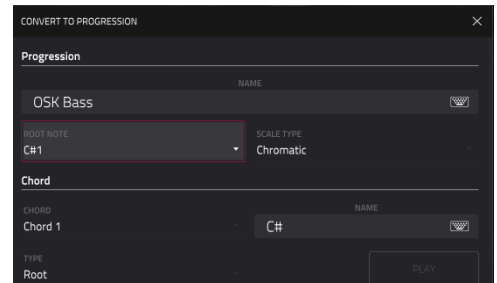 CONVERT TO PROGRESSION
Progression
NAME
OSK Bass
ROOT NOTE SCALE TYPE
C#1 Chromatic
Chord
CHORD NAME
Chord 1 C#
TYPE
Root PLAY